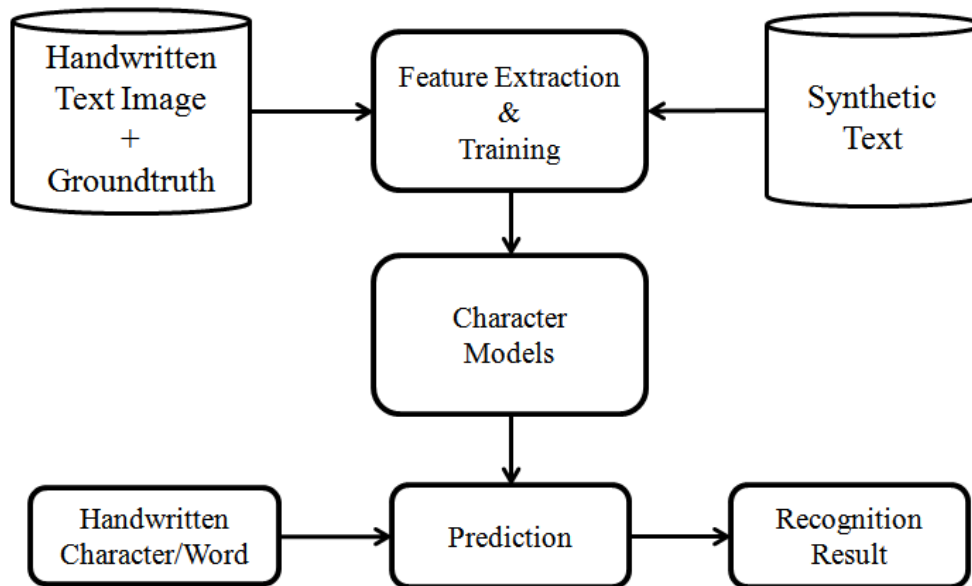 Handwritten
Text Image
+
Groundtruth
Feature Extraction
&
Training
Synthetic
Text
Character
Models
Handwritten
Character/Word
Prediction
Recognition
Result